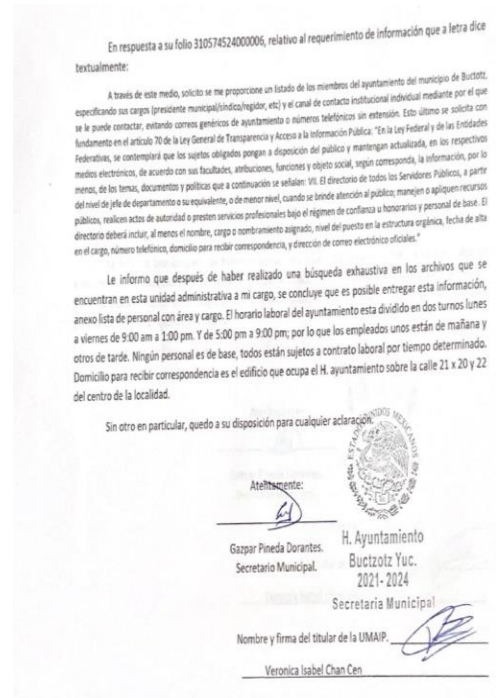 En respuesta a su folio 310574524000006, relativo al requerimiento de información que a letra dice
textualmente:
A través de este medio, solicito se me proporcione un listado de los miembros del ayuntamiento del municipio de Buctotz,
especificando sus cargos (presidente municipal/síndico/regidor, etc) y el canal de contacto institucional individual mediante por el que
se le puede contactar, evitando correos genéricos de ayuntamiento o números telefónicos sin extensión. Esto último se solicita con
fundamento en el artículo 70 de la Ley General de Transparencia y Acceso a la Información Pública: "En la Ley Federal y de las Entidades
Federativas, se contemplará que los sujetos obligados pongan a disposición del público y mantengan actualizada, en los respectivos
medios electrónicos, de acuerdo con sus facultades, atribuciones, funciones y objeto social, según corresponda, la información, por lo
menos, de los temas, documentos y políticas que a continuación se señalan: VII. El directorio de todos los Servidores Públicos, a partir
del nivel de jefe de departamento o su equivalente, o de menor nivel, cuando se brinde atención al público; manejen o apliquen recursos
públicos, realicen actos de autoridad o presten servicios profesionales bajo el régimen de confianza u honorarios y personal de base. El
directorio deberá incluir, al menos el nombre, cargo o nombramiento asignado, nivel del puesto en la estructura orgánica, fecha de alta
en el cargo, número telefónico, domicilio para recibir correspondencia, y dirección de correo electrónico oficiales."
Le informo que después de haber realizado una búsqueda exhaustiva en los archivos que se
encuentran en esta unidad administrativa a mi cargo, se concluye que es posible entregar esta información,
anexo lista de personal con área y cargo. El horario laboral del ayuntamiento esta dividido en dos turnos lunes
a viernes de 9:00 am a 1:00 pm. Y de 5:00 pm a 9:00 pm; por lo que los empleados unos están de mañana y
otros de tarde. Ningún personal es de base, todos están sujetos a contrato laboral por tiempo determinado.
Domicilio para recibir correspondencia es el edificio que ocupa el H. ayuntamiento sobre la calle 21 x 20 y 22
del centro de la localidad.
Sin otro en particular, quedo a su disposición para cualquier aclaración.
ESTADOS UNIDOS MEXICANOS
Atentamente:
Gazpar Pineda Dorantes.
Secretario Municipal.
H. Ayuntamiento
Buctzotz Yuc.
2021-2024
Secretaria Municipal
Nombre y firma del titular de la UMAIP.
Veronica Isabel Chan Cen